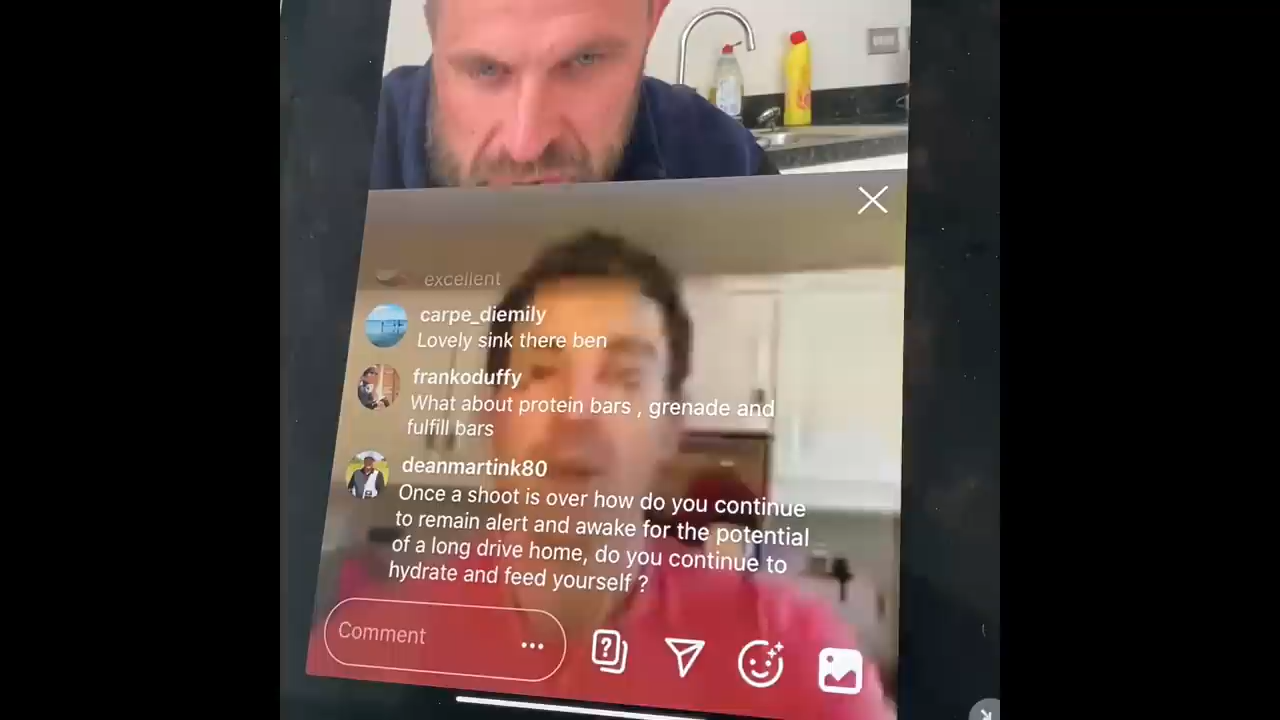 excellent
carpe_diemily
Lovely sink there ben
frankoduffy
What about protein bars , grenade and
fulfill bars
deanmartink80
Once a shoot is over how do you continue
to remain alert and awake for the potential
of a long drive home, do you continue to
hydrate and feed yourself ?
Comment